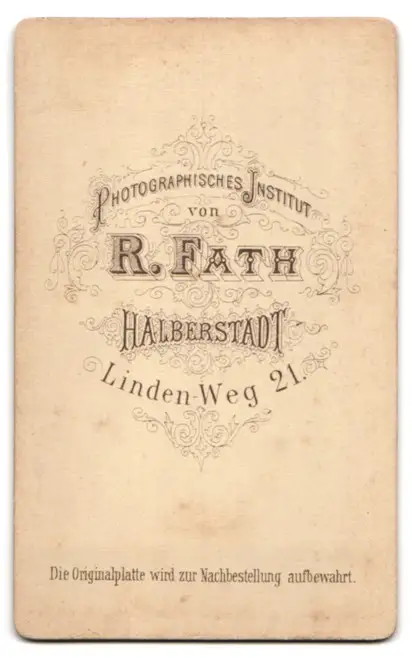 PHOTOGRAPHISCHES INSTITUT
von
R. FATH
HALBERSTADT
Linden-Weg 21.
Die Originalplatte wird zur Nachbestellung aufbewahrt.